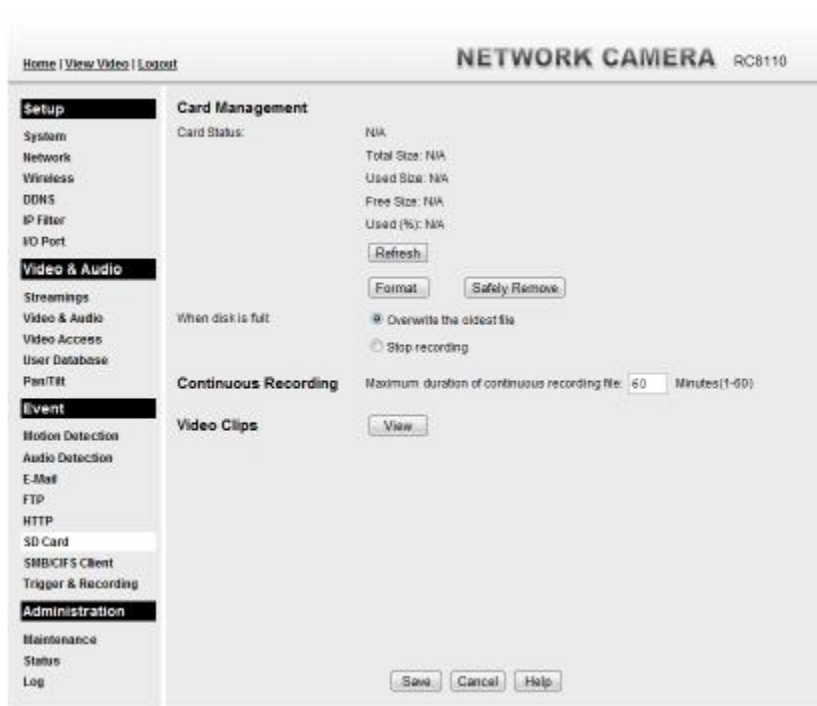 Home | View Video | Logout
NETWORK CAMERA RC8110
Setup
System
Network
Wireless
DDNS
IP Filter
I/O Port
Video & Audio
Streamings
Video & Audio
Video Access
User Database
Pan/Tilt
Event
Motion Detection
Audio Detection
E-Mail
FTP
HTTP
SD Card
SMB/CIFS Client
Trigger & Recording
Administration
Maintenance
Status
Log
Card Management
Card Status: N/A
Total Size: N/A
Used Size: N/A
Free Size: N/A
Used (%): N/A
Refresh
Format Safely Remove
When disk is full: Overwrite the oldest file
Stop recording
Continuous Recording Maximum duration of continuous recording file: 60 Minutes(1-60)
Video Clips View
Save Cancel Help